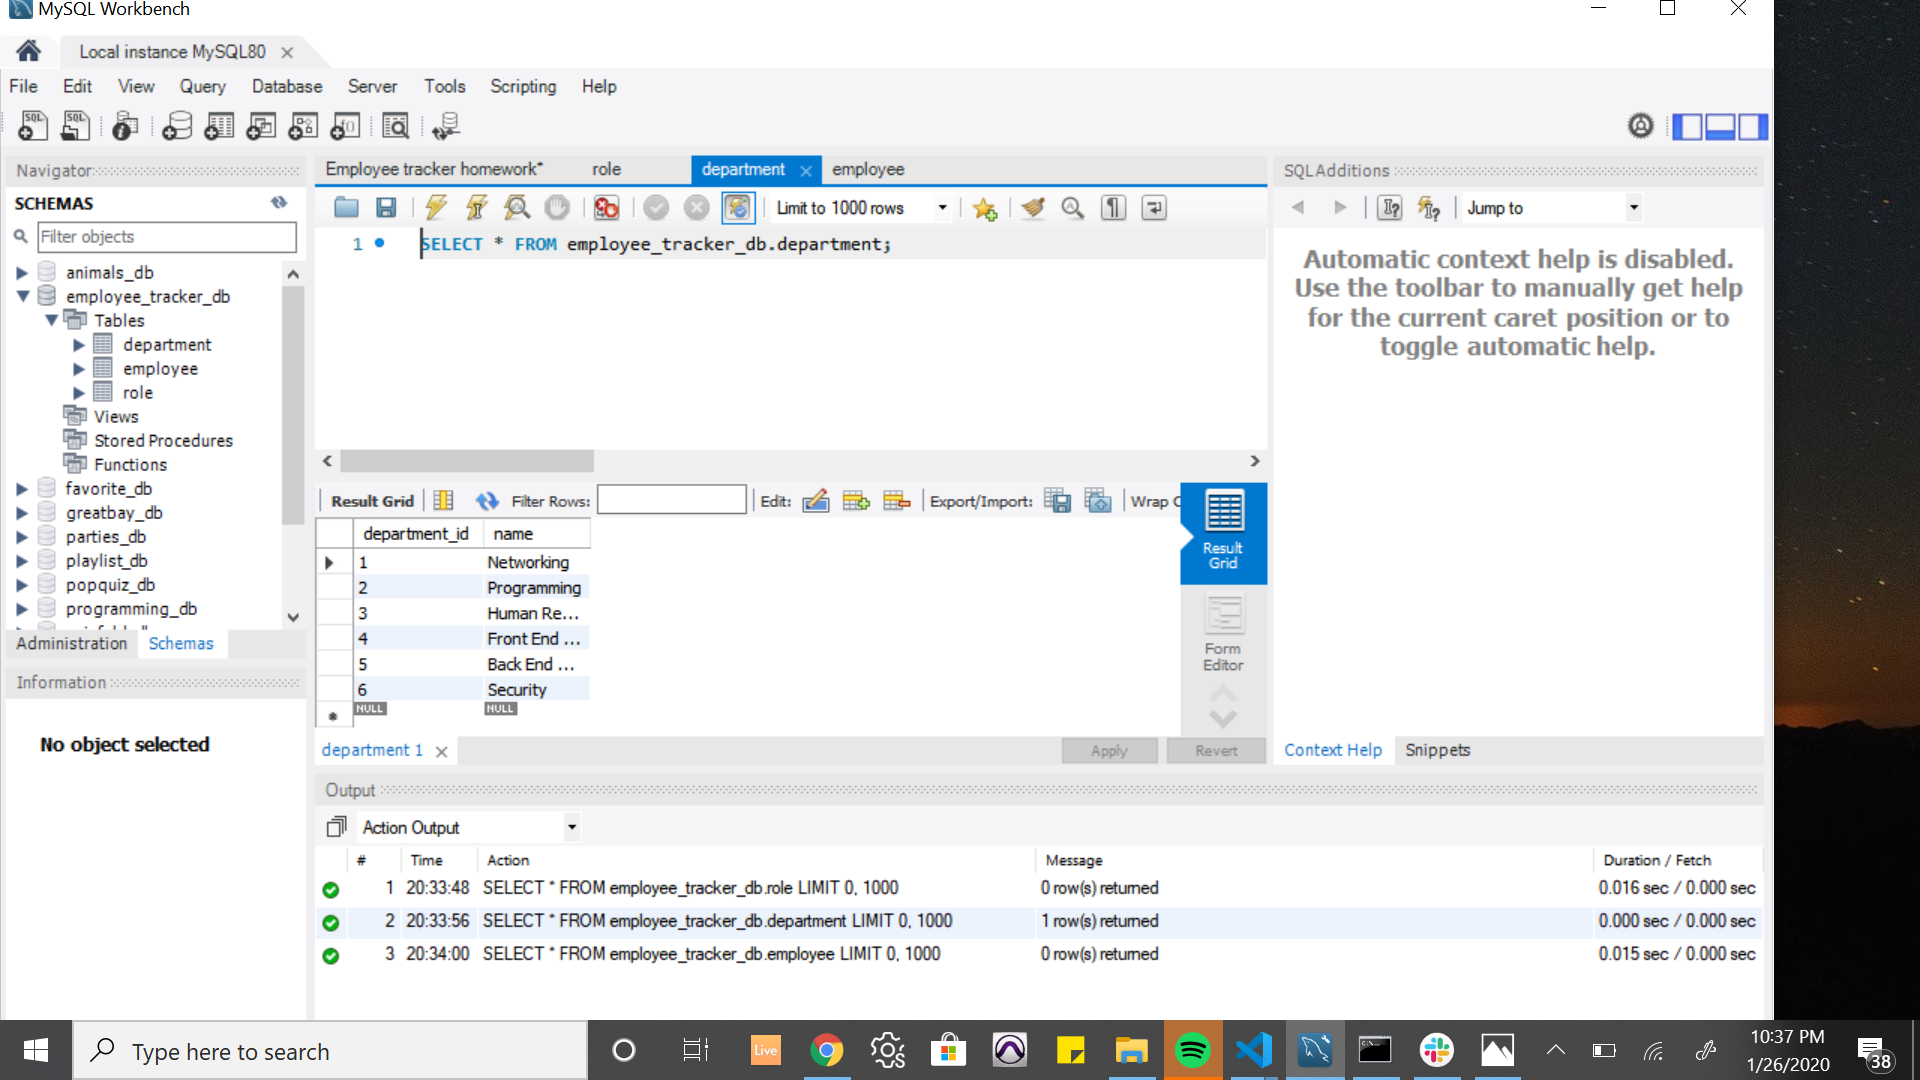 MySQL Workbench
Local instance MySQL80
File Edit View Query Database Server Tools Scripting Help
Navigator
SCHEMAS
Filter objects
animals_db
employee_tracker_db
Tables
department
employee
role
Views
Stored Procedures
Functions
favorite_db
greatbay_db
parties_db
playlist_db
popquiz_db
programming_db
Administration Schemas
Information
No object selected
Employee tracker homework* role department employee
Limit to 1000 rows
1 SELECT * FROM employee_tracker_db.department;
Result Grid Filter Rows: Edit: Export/Import: Wrap C
department_id name
1 Networking
2 Programming
3 Human Re...
4 Front End ...
5 Back End ...
6 Security
NULL NULL
Result
Grid
Form
Editor
department 1 Apply Revert
SQLAdditions
Jump to
Automatic context help is disabled.
Use the toolbar to manually get help
for the current caret position or to
toggle automatic help.
Context Help Snippets
Output
Action Output
# Time Action Message Duration / Fetch
1 20:33:48 SELECT * FROM employee_tracker_db.role LIMIT 0, 1000 0 row(s) returned 0.016 sec / 0.000 sec
2 20:33:56 SELECT * FROM employee_tracker_db.department LIMIT 0, 1000 1 row(s) returned 0.000 sec / 0.000 sec
3 20:34:00 SELECT * FROM employee_tracker_db.employee LIMIT 0, 1000 0 row(s) returned 0.015 sec / 0.000 sec
Type here to search
Live
10:37 PM
1/26/2020
38